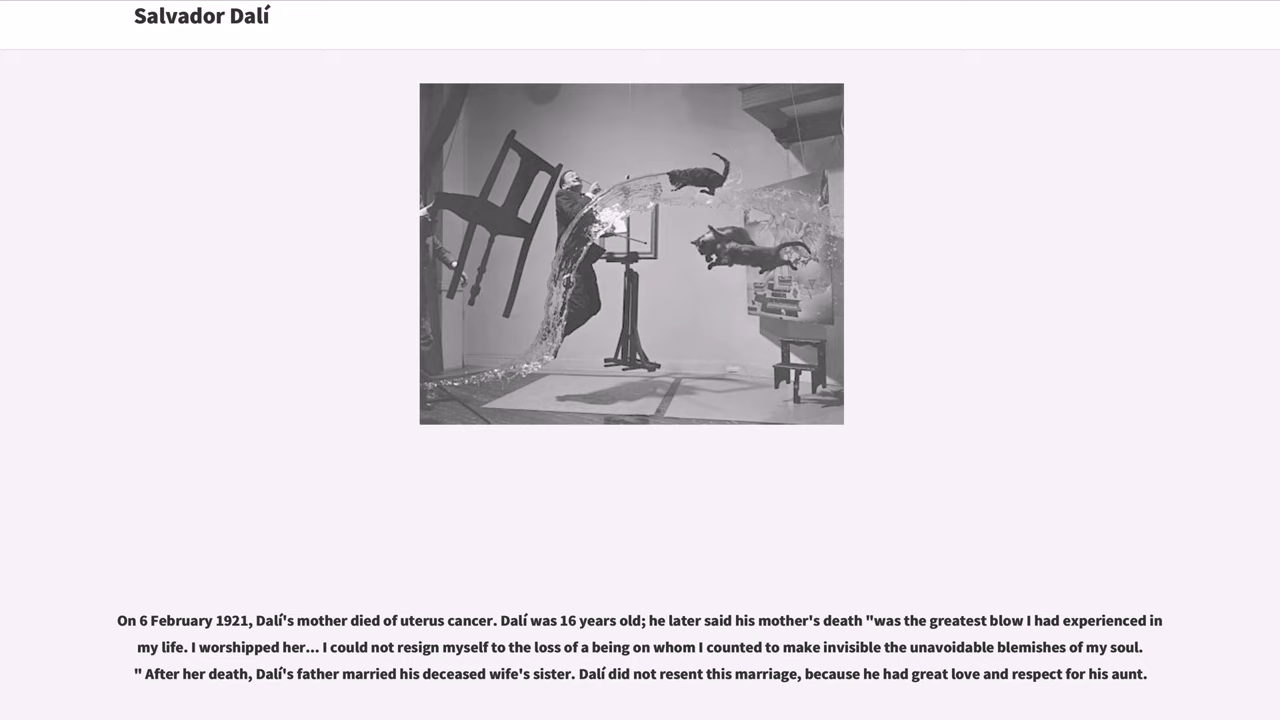 Salvador Dalí
On 6 February 1921, Dalí's mother died of uterus cancer. Dalí was 16 years old; he later said his mother's death "was the greatest blow I had experienced in
my life. I worshipped her... I could not resign myself to the loss of a being on whom I counted to make invisible the unavoidable blemishes of my soul.
" After her death, Dalí's father married his deceased wife's sister. Dalí did not resent this marriage, because he had great love and respect for his aunt.